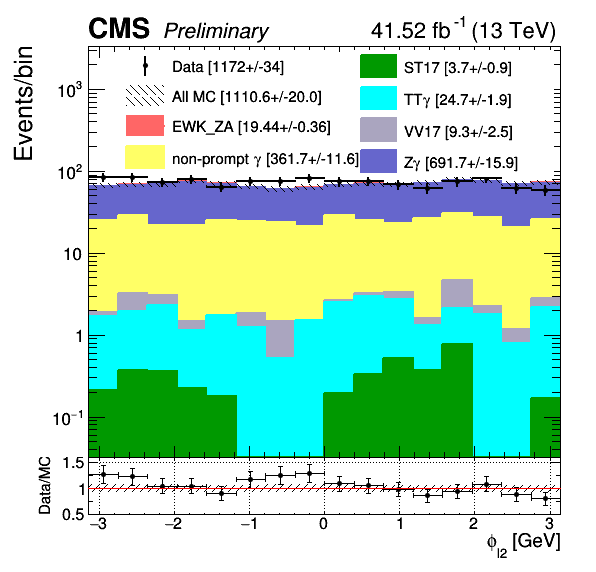 CMS Preliminary 41.52 fb⁻¹ (13 TeV)
Events/bin
Data [1172+/-34]
All MC [1110.6+/-20.0]
EWK_ZA [19.44+/-0.36]
non-prompt γ [361.7+/-11.6]
ST17 [3.7+/-0.9]
TTγ [24.7+/-1.9]
VV17 [9.3+/-2.5]
Zγ [691.7+/-15.9]
10³
10²
10
1
10⁻¹
Data/MC
1.5
1
0.5
−3 −2 −1 0 1 2 3
ϕl2 [GeV]